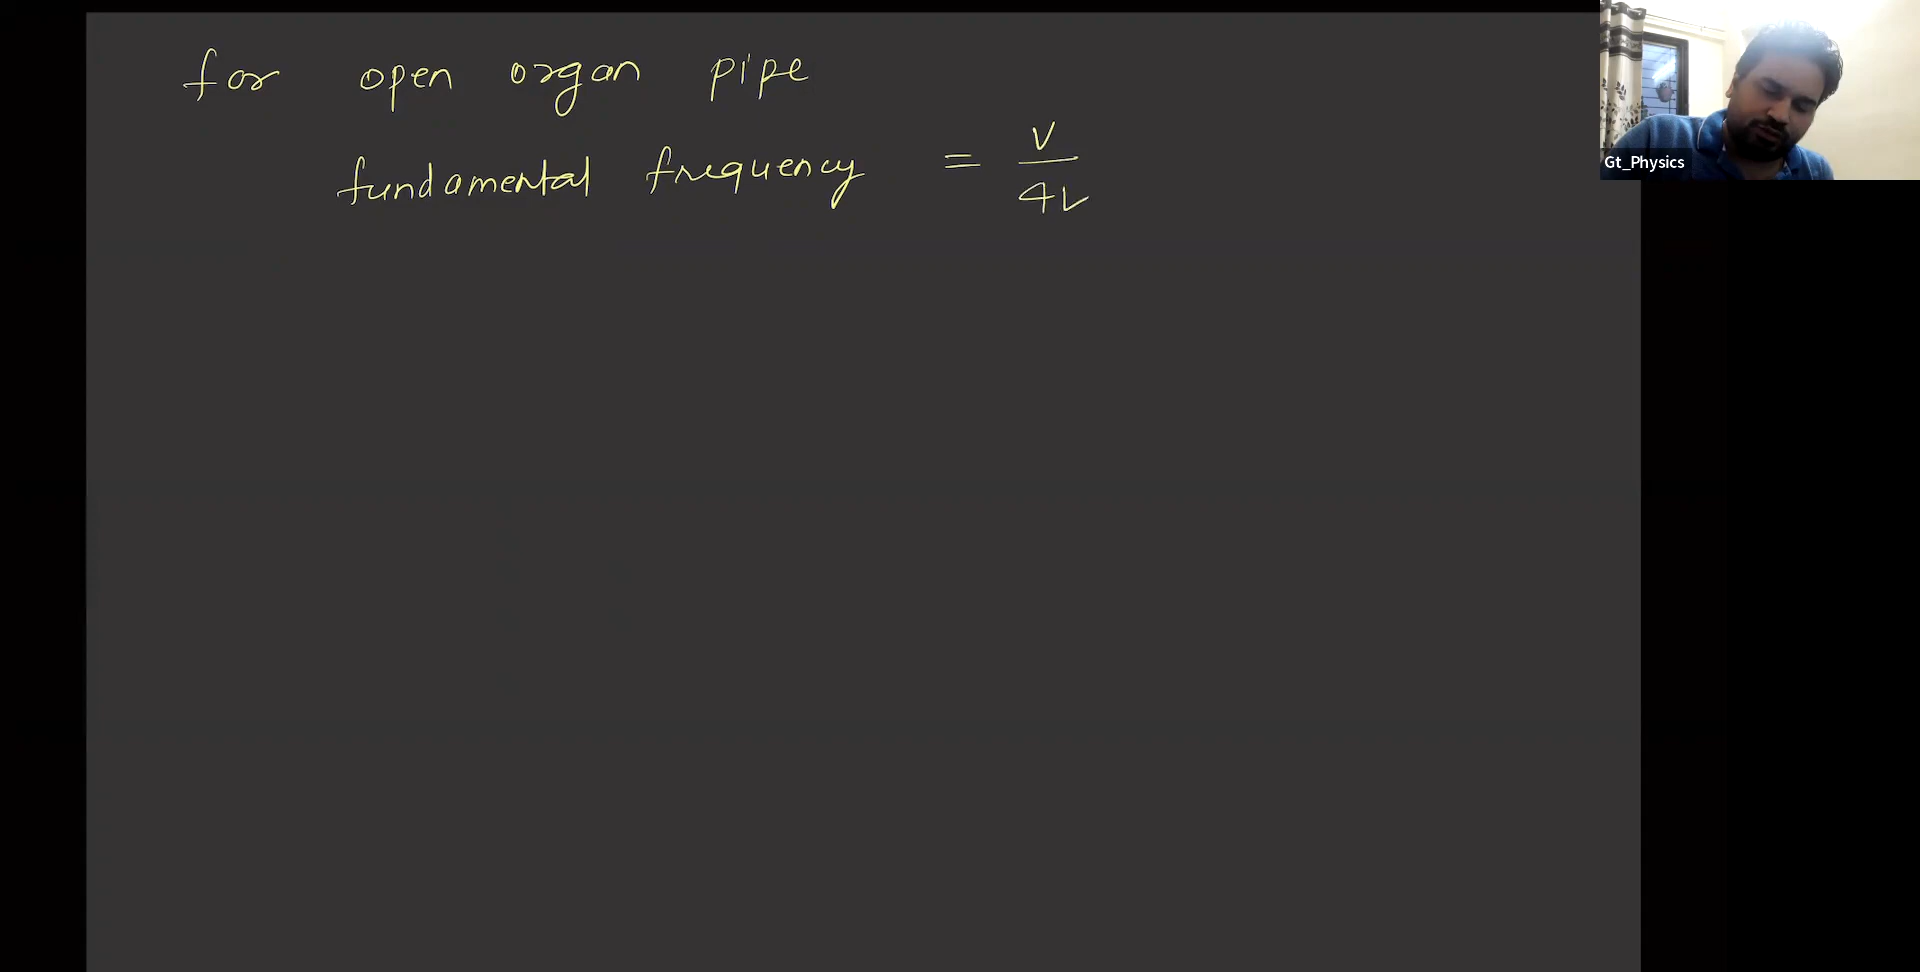 for open organ pipe
fundamental frequency = V / 4L
Gt_Physics